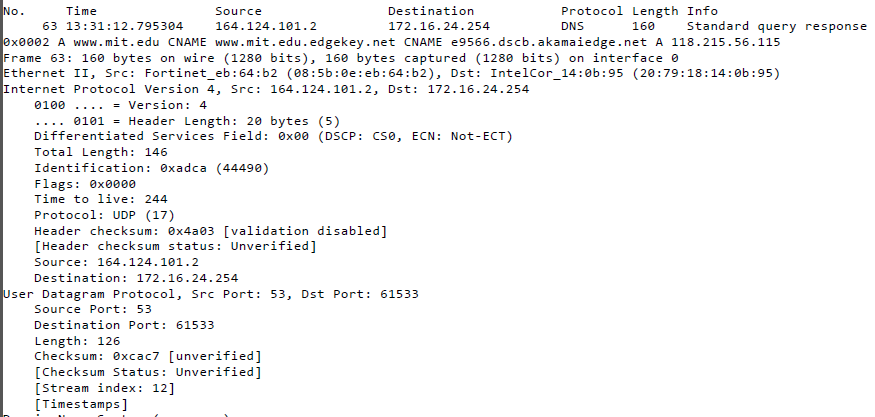 No. Time Source Destination Protocol Length Info
63 13:31:12.795304 164.124.101.2 172.16.24.254 DNS 160 Standard query response
0x0002 A www.mit.edu CNAME www.mit.edu.edgekey.net CNAME e9566.dscb.akamaiedge.net A 118.215.56.115
Frame 63: 160 bytes on wire (1280 bits), 160 bytes captured (1280 bits) on interface 0
Ethernet II, Src: Fortinet_eb:64:b2 (08:5b:0e:eb:64:b2), Dst: IntelCor_14:0b:95 (20:79:18:14:0b:95)
Internet Protocol Version 4, Src: 164.124.101.2, Dst: 172.16.24.254
0100 .... = Version: 4
.... 0101 = Header Length: 20 bytes (5)
Differentiated Services Field: 0x00 (DSCP: CS0, ECN: Not-ECT)
Total Length: 146
Identification: 0xadca (44490)
Flags: 0x0000
Time to live: 244
Protocol: UDP (17)
Header checksum: 0x4a03 [validation disabled]
[Header checksum status: Unverified]
Source: 164.124.101.2
Destination: 172.16.24.254
User Datagram Protocol, Src Port: 53, Dst Port: 61533
Source Port: 53
Destination Port: 61533
Length: 126
Checksum: 0xcac7 [unverified]
[Checksum Status: Unverified]
[Stream index: 12]
[Timestamps]